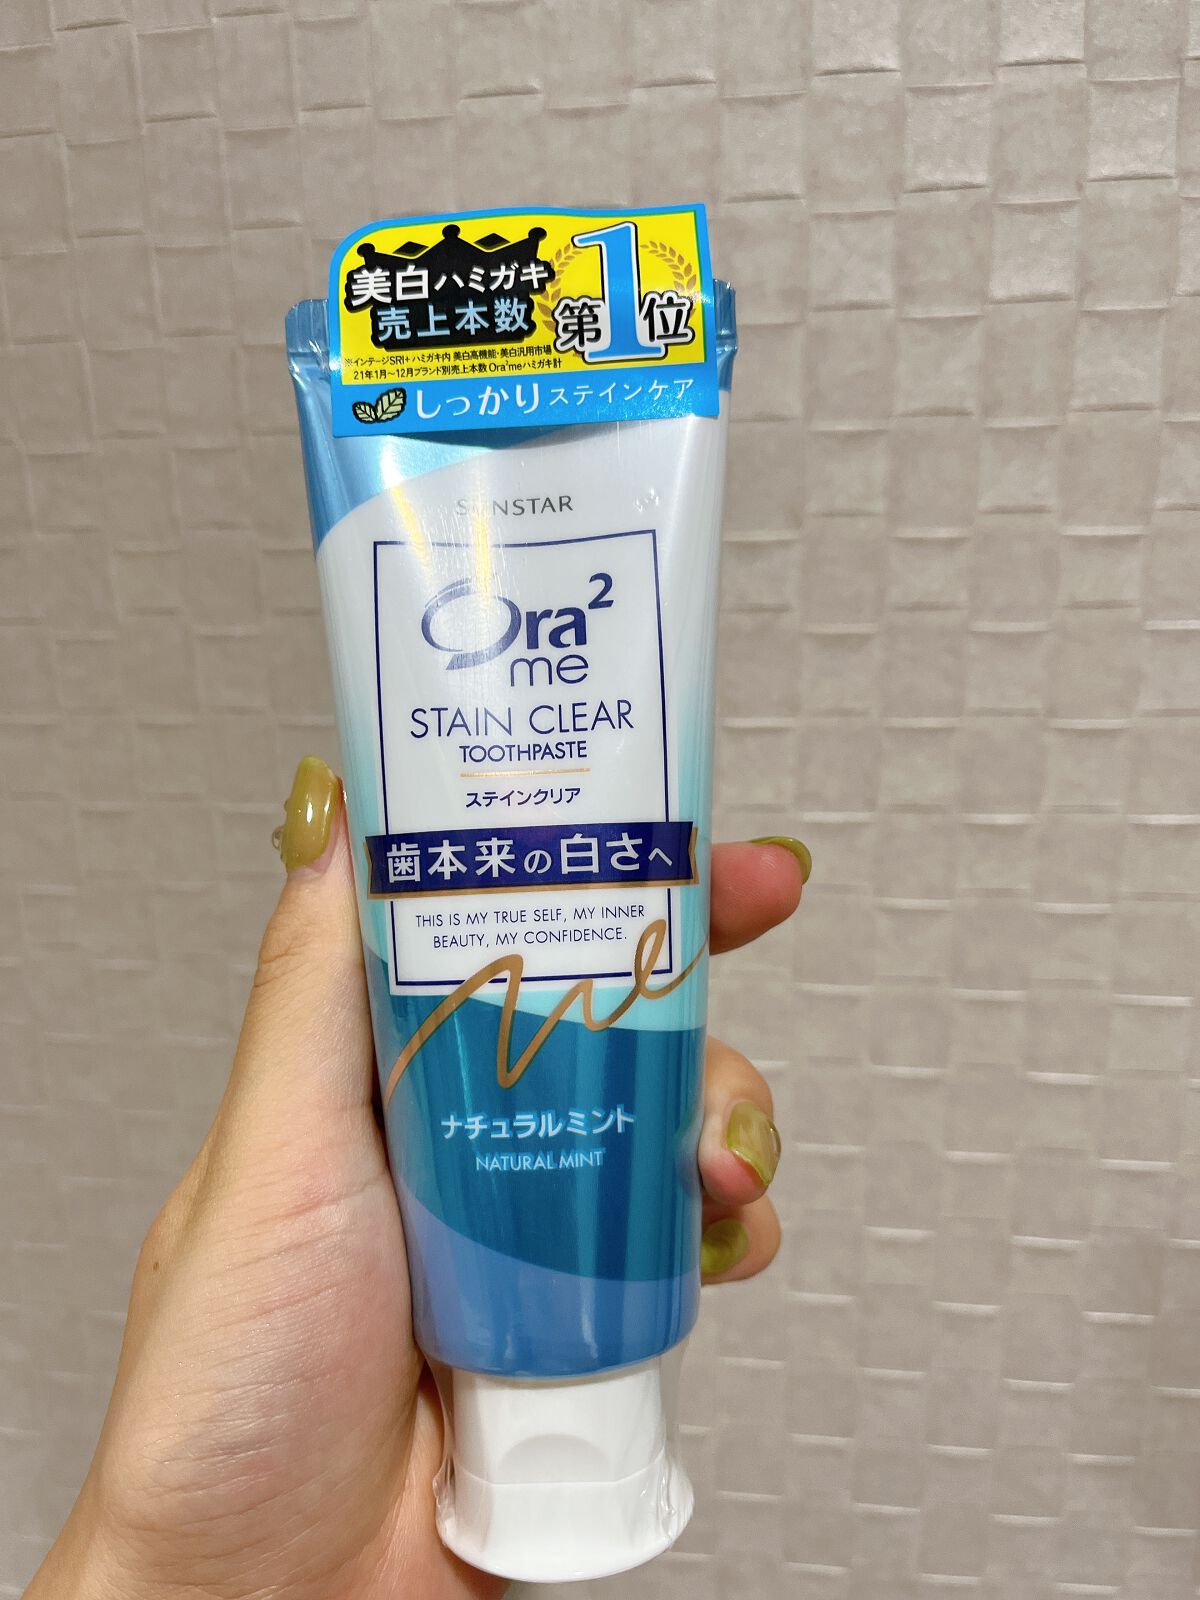 美白ハミガキ
売上本数
第1位
※インテージSRI+ ハミガキ内 美白高機能・美白汎用市場
21年1月〜12月ブランド別売上本数 Ora²meハミガキ計
しっかりステインケア
SUNSTAR
Ora²
me
STAIN CLEAR
TOOTHPASTE
ステインクリア
歯本来の白さへ
THIS IS MY TRUE SELF, MY INNER
BEAUTY, MY CONFIDENCE.
me
ナチュラルミント
NATURAL MINT